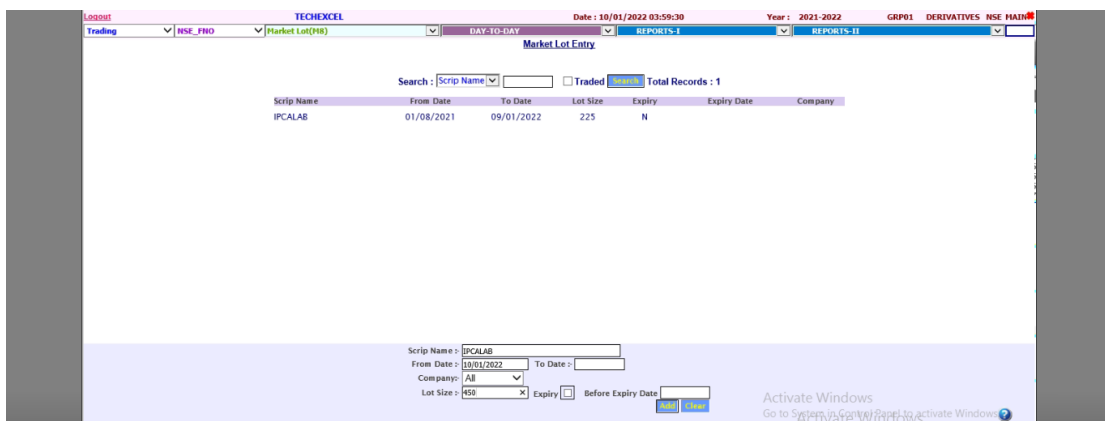 Logout TECHEXCEL Date : 10/01/2022 03:59:30 Year : 2021-2022 GRP01 DERIVATIVES NSE MAIN
Trading NSE_FNO Market Lot(M8) DAY-TO-DAY REPORTS-I REPORTS-II
Market Lot Entry
Search : Scrip Name Traded Search Total Records : 1
Scrip Name From Date To Date Lot Size Expiry Expiry Date Company
IPCALAB 01/08/2021 09/01/2022 225 N
Scrip Name :- IPCALAB
From Date :- 10/01/2022 To Date :-
Company:- All
Lot Size :- 450 Expiry Before Expiry Date
Add Clear
Activate Windows
Go to System in Control Panel to activate Windows.
Activate Windows